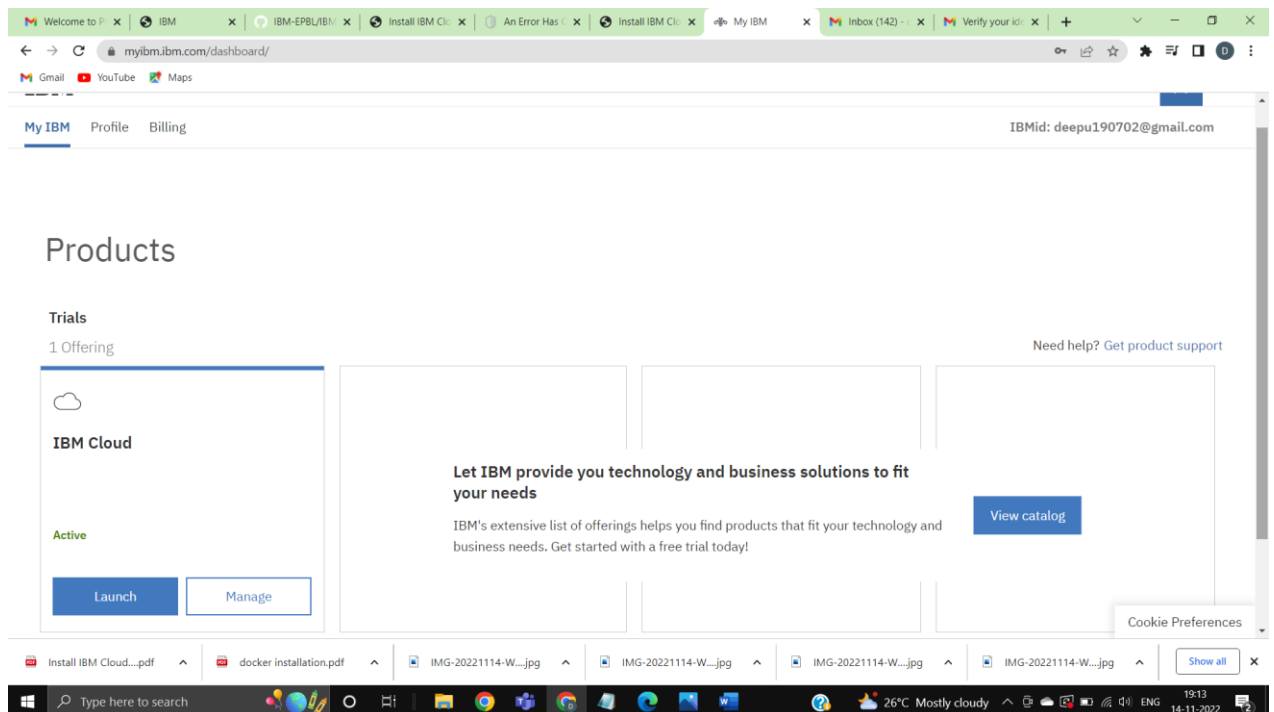 Welcome to P
IBM
IBM-EPBL/IBM
Install IBM Clo
An Error Has C
Install IBM Clo
My IBM
Inbox (142) -
Verify your ide
myibm.ibm.com/dashboard/
D
Gmail YouTube Maps
My IBM Profile Billing IBMid: deepu190702@gmail.com
Products
Trials
1 Offering
Need help? Get product support
IBM Cloud
Active
Launch Manage
Let IBM provide you technology and business solutions to fit
your needs
IBM's extensive list of offerings helps you find products that fit your technology and
business needs. Get started with a free trial today!
View catalog
Cookie Preferences
Install IBM Cloud....pdf
docker installation.pdf
IMG-20221114-W....jpg
IMG-20221114-W....jpg
IMG-20221114-W....jpg
IMG-20221114-W....jpg
Show all
Type here to search
26°C Mostly cloudy
ENG
19:13
14-11-2022
2